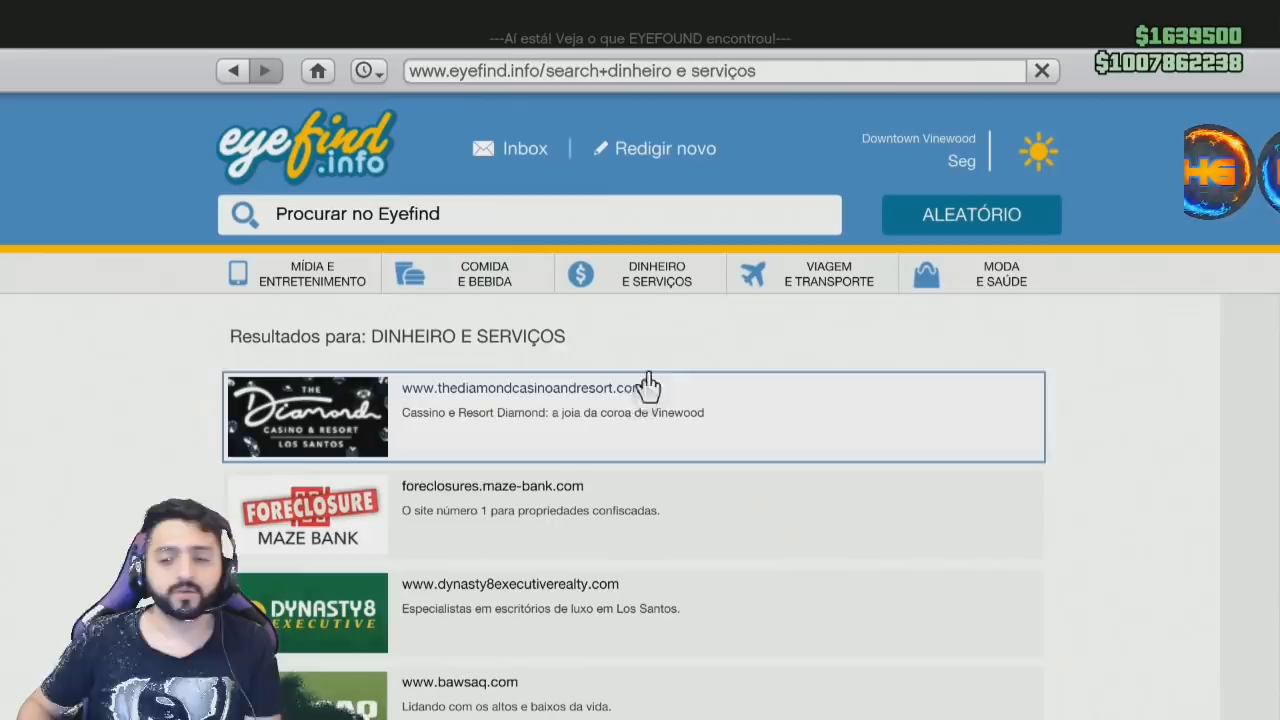 ---Aí está! Veja o que EYEFOUND encontrou!---
$1639500
$1007862238
www.eyefind.info/search+dinheiro e serviços
eyefind
.info
Inbox
Redigir novo
Downtown Vinewood
Seg
HG
Procurar no Eyefind
ALEATÓRIO
MÍDIA E
ENTRETENIMENTO
COMIDA
E BEBIDA
DINHEIRO
E SERVIÇOS
VIAGEM
E TRANSPORTE
MODA
E SAÚDE
Resultados para: DINHEIRO E SERVIÇOS
THE
Diamond
CASINO & RESORT
LOS SANTOS
www.thediamondcasinoandresort.com
Cassino e Resort Diamond: a joia da coroa de Vinewood
FORECLOSURE
MAZE BANK
foreclosures.maze-bank.com
O site número 1 para propriedades confiscadas.
DYNASTY8
EXECUTIVE
www.dynasty8executiverealty.com
Especialistas em escritórios de luxo em Los Santos.
www.bawsaq.com
Lidando com os altos e baixos da vida.